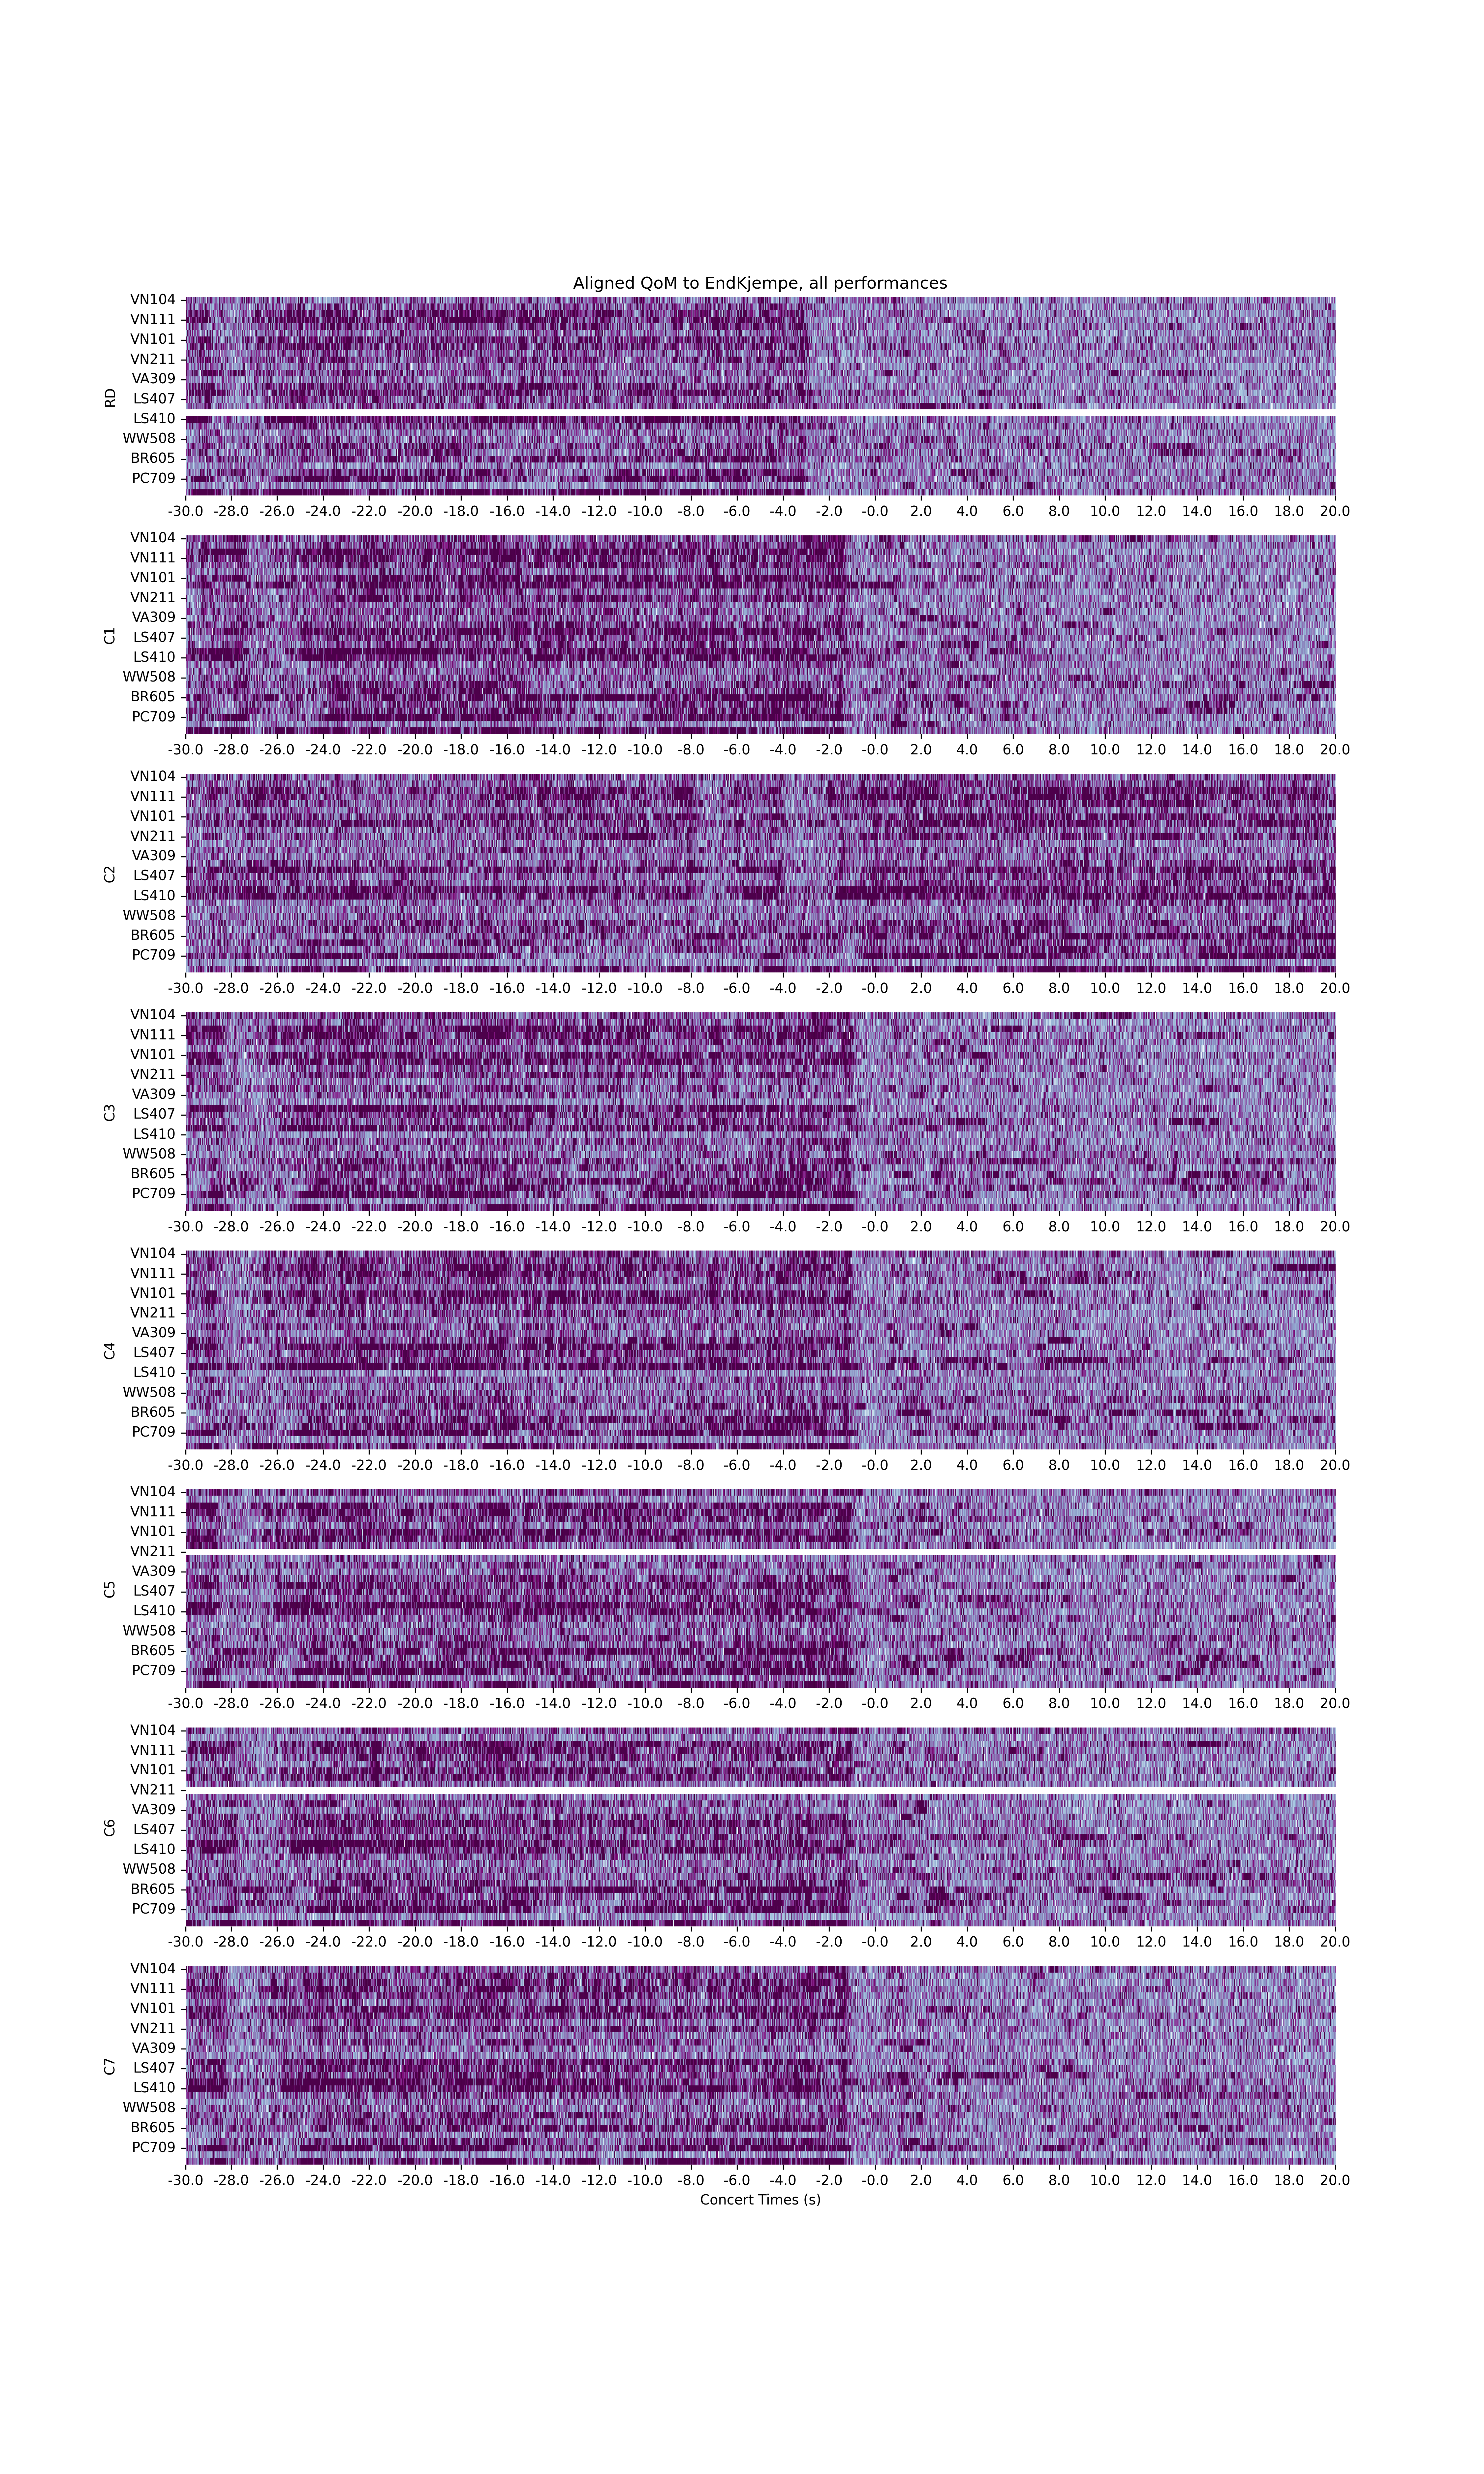 Aligned QoM to EndKjempe, all performances
RD
VN104
VN111
VN101
VN211
VA309
LS407
LS410
WW508
BR605
PC709
-30.0 -28.0 -26.0 -24.0 -22.0 -20.0 -18.0 -16.0 -14.0 -12.0 -10.0 -8.0 -6.0 -4.0 -2.0 -0.0 2.0 4.0 6.0 8.0 10.0 12.0 14.0 16.0 18.0 20.0
C1
VN104
VN111
VN101
VN211
VA309
LS407
LS410
WW508
BR605
PC709
-30.0 -28.0 -26.0 -24.0 -22.0 -20.0 -18.0 -16.0 -14.0 -12.0 -10.0 -8.0 -6.0 -4.0 -2.0 -0.0 2.0 4.0 6.0 8.0 10.0 12.0 14.0 16.0 18.0 20.0
C2
VN104
VN111
VN101
VN211
VA309
LS407
LS410
WW508
BR605
PC709
-30.0 -28.0 -26.0 -24.0 -22.0 -20.0 -18.0 -16.0 -14.0 -12.0 -10.0 -8.0 -6.0 -4.0 -2.0 -0.0 2.0 4.0 6.0 8.0 10.0 12.0 14.0 16.0 18.0 20.0
C3
VN104
VN111
VN101
VN211
VA309
LS407
LS410
WW508
BR605
PC709
-30.0 -28.0 -26.0 -24.0 -22.0 -20.0 -18.0 -16.0 -14.0 -12.0 -10.0 -8.0 -6.0 -4.0 -2.0 -0.0 2.0 4.0 6.0 8.0 10.0 12.0 14.0 16.0 18.0 20.0
C4
VN104
VN111
VN101
VN211
VA309
LS407
LS410
WW508
BR605
PC709
-30.0 -28.0 -26.0 -24.0 -22.0 -20.0 -18.0 -16.0 -14.0 -12.0 -10.0 -8.0 -6.0 -4.0 -2.0 -0.0 2.0 4.0 6.0 8.0 10.0 12.0 14.0 16.0 18.0 20.0
C5
VN104
VN111
VN101
VN211
VA309
LS407
LS410
WW508
BR605
PC709
-30.0 -28.0 -26.0 -24.0 -22.0 -20.0 -18.0 -16.0 -14.0 -12.0 -10.0 -8.0 -6.0 -4.0 -2.0 -0.0 2.0 4.0 6.0 8.0 10.0 12.0 14.0 16.0 18.0 20.0
C6
VN104
VN111
VN101
VN211
VA309
LS407
LS410
WW508
BR605
PC709
-30.0 -28.0 -26.0 -24.0 -22.0 -20.0 -18.0 -16.0 -14.0 -12.0 -10.0 -8.0 -6.0 -4.0 -2.0 -0.0 2.0 4.0 6.0 8.0 10.0 12.0 14.0 16.0 18.0 20.0
C7
VN104
VN111
VN101
VN211
VA309
LS407
LS410
WW508
BR605
PC709
-30.0 -28.0 -26.0 -24.0 -22.0 -20.0 -18.0 -16.0 -14.0 -12.0 -10.0 -8.0 -6.0 -4.0 -2.0 -0.0 2.0 4.0 6.0 8.0 10.0 12.0 14.0 16.0 18.0 20.0
Concert Times (s)